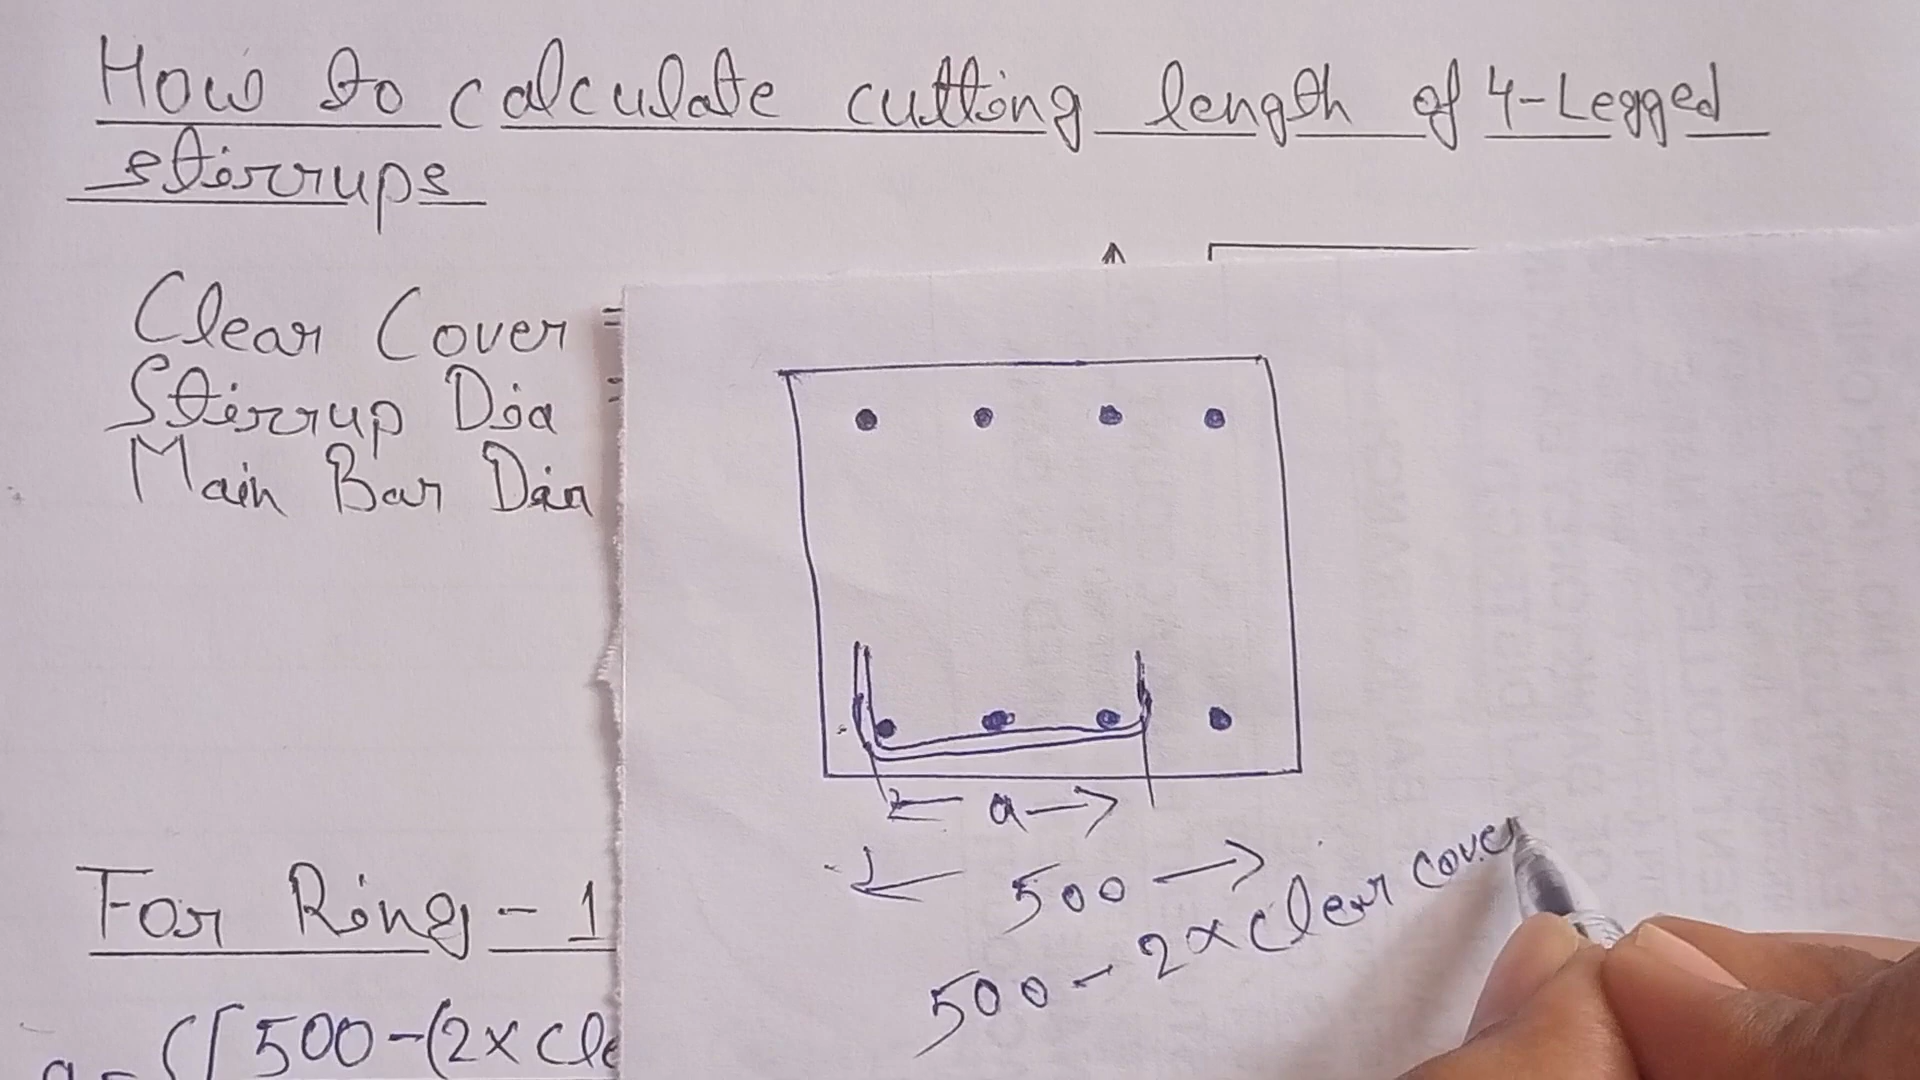 How to calculate cutting length of 4-Legged
stirrups
Clear Cover =
Stirrup Dia =
Main Bar Dia
a
500
500 - 2 x clear cover
For Ring - 1
a = ([500-(2x cle